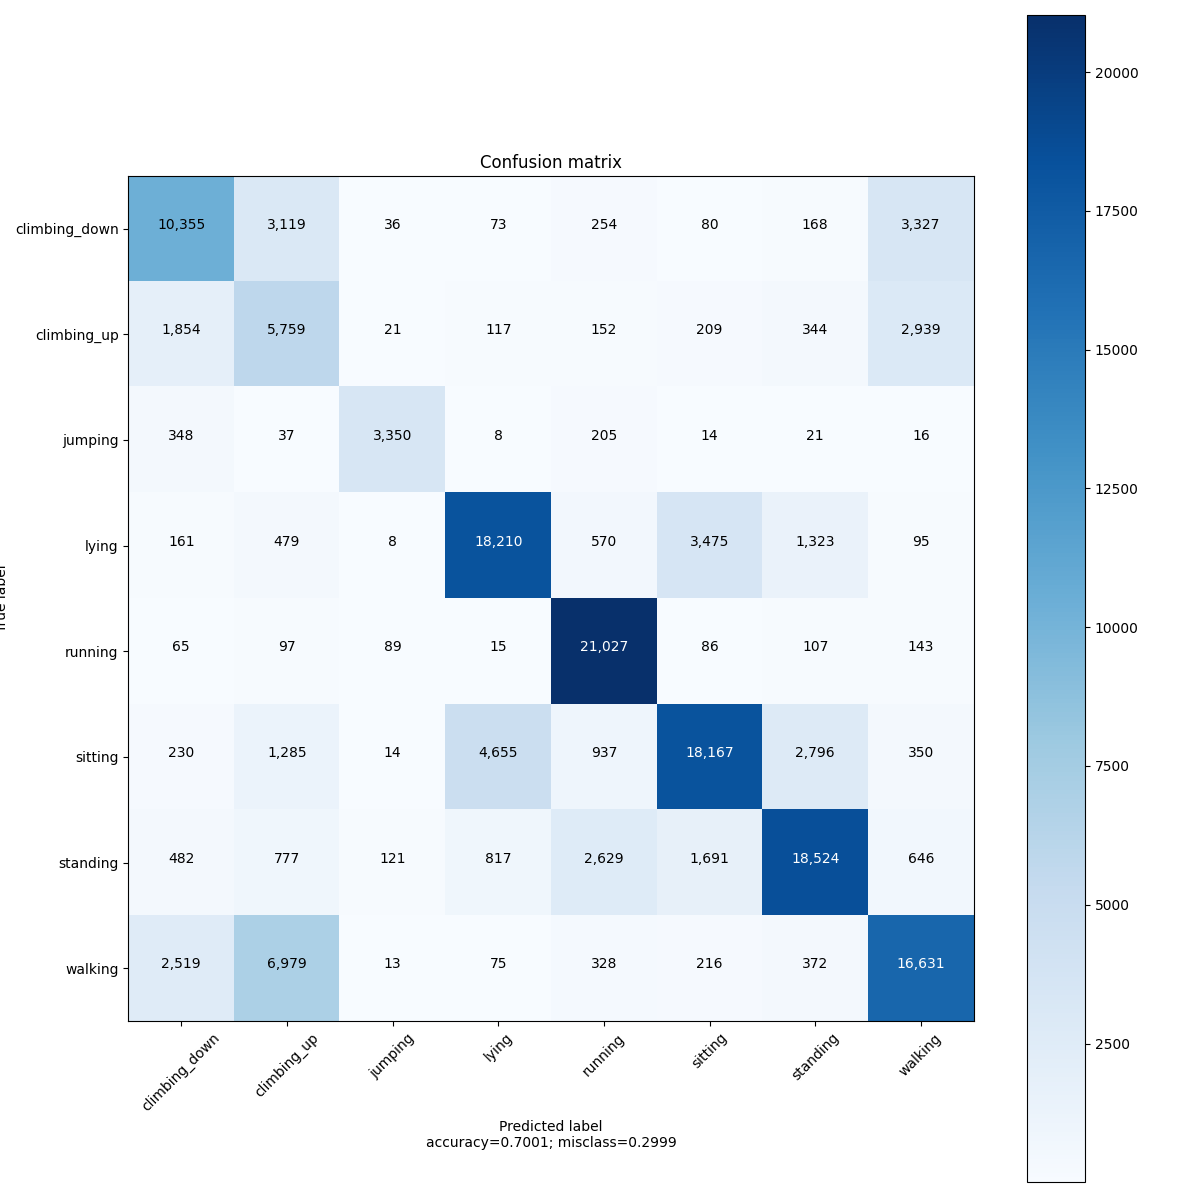 Confusion matrix
climbing_down 10,355 3,119 36 73 254 80 168 3,327
climbing_up 1,854 5,759 21 117 152 209 344 2,939
jumping 348 37 3,350 8 205 14 21 16
lying 161 479 8 18,210 570 3,475 1,323 95
running 65 97 89 15 21,027 86 107 143
sitting 230 1,285 14 4,655 937 18,167 2,796 350
standing 482 777 121 817 2,629 1,691 18,524 646
walking 2,519 6,979 13 75 328 216 372 16,631
climbing_down climbing_up jumping lying running sitting standing walking
Predicted label
accuracy=0.7001; misclass=0.2999
20000
17500
15000
12500
10000
7500
5000
2500